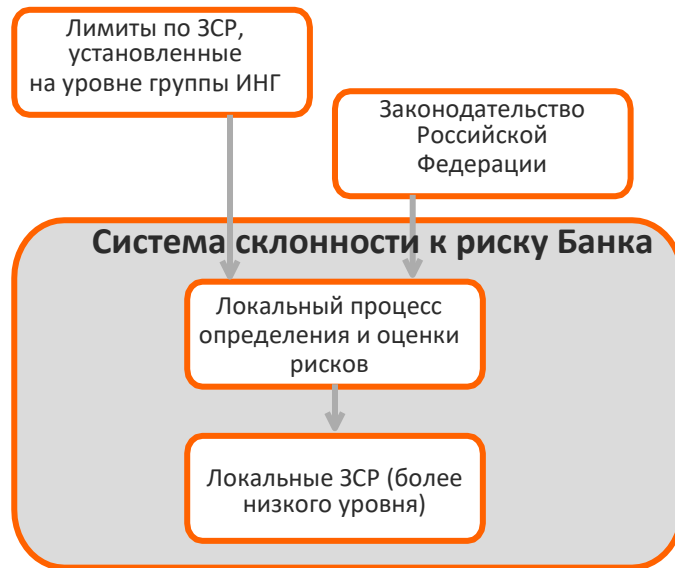 Лимиты по ЗСР,
установленные
на уровне группы ИНГ
Законодательство
Российской
Федерации
Система склонности к риску Банка
Локальный процесс
определения и оценки
рисков
Локальные ЗСР (более
низкого уровня)